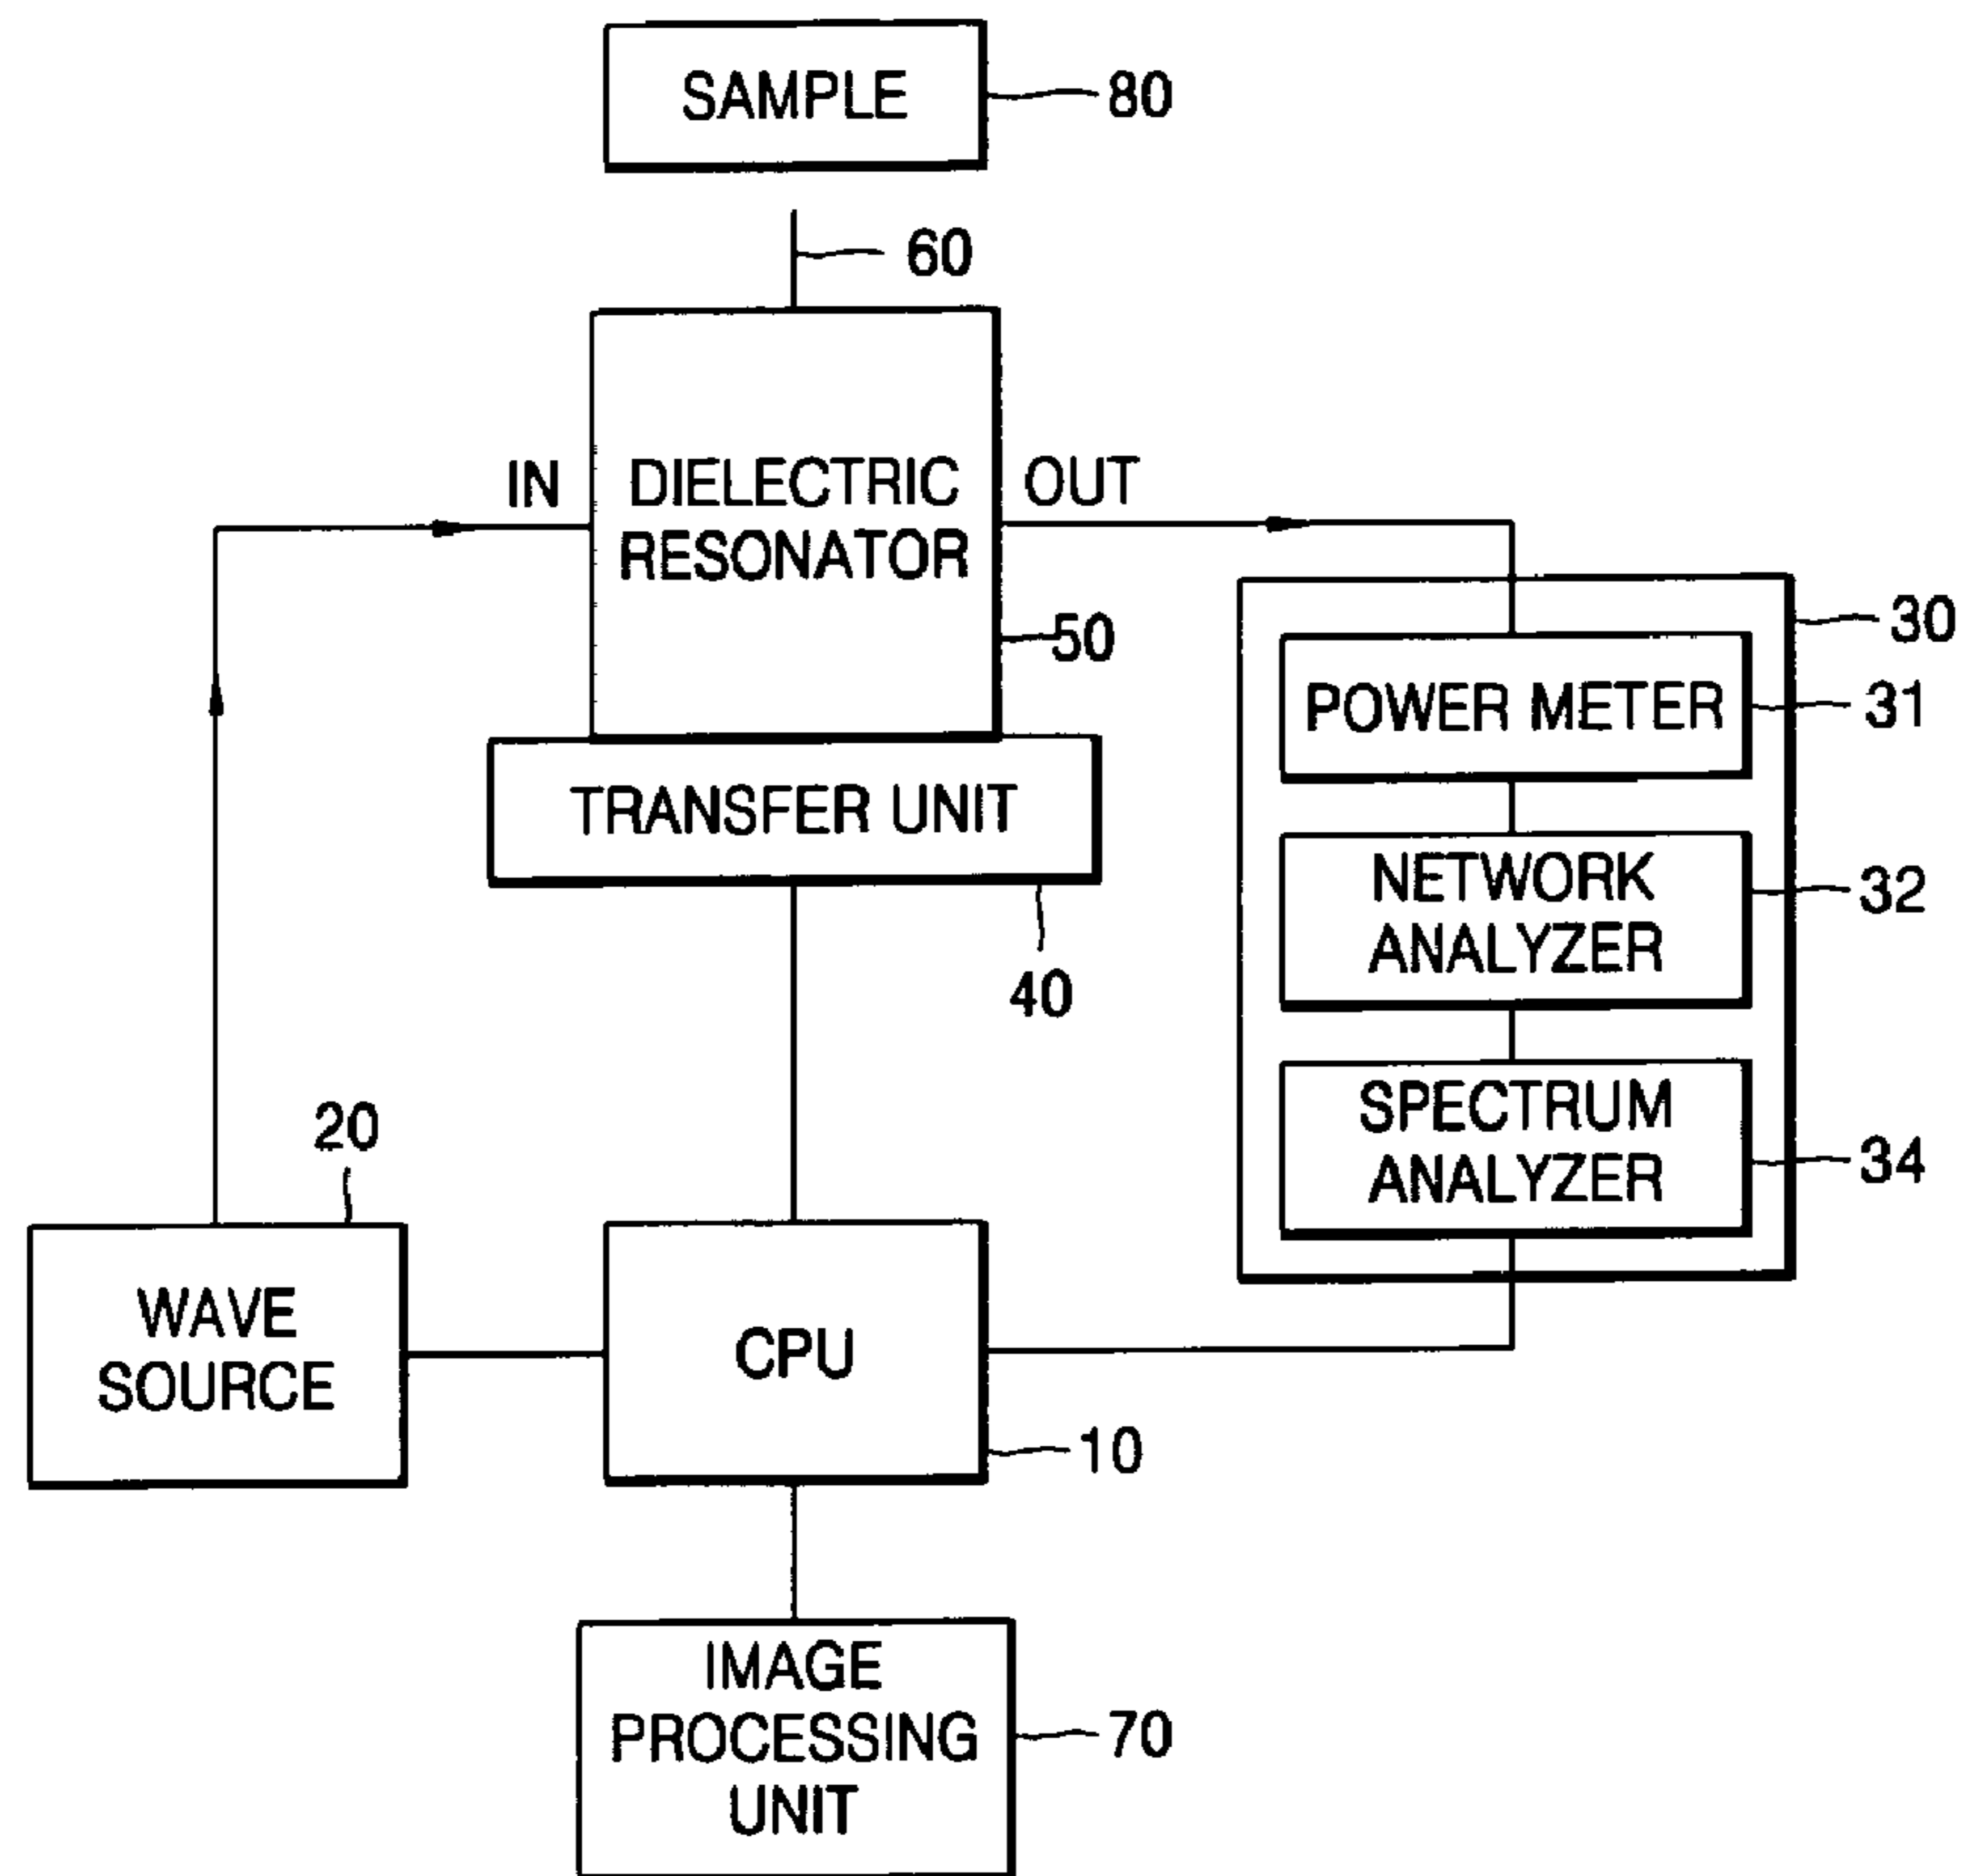 SAMPLE
80
60
IN
DIELECTRIC
RESONATOR
OUT
50
30
POWER METER
31
TRANSFER UNIT
40
NETWORK
ANALYZER
32
SPECTRUM
ANALYZER
34
20
WAVE
SOURCE
CPU
10
IMAGE
PROCESSING
UNIT
70